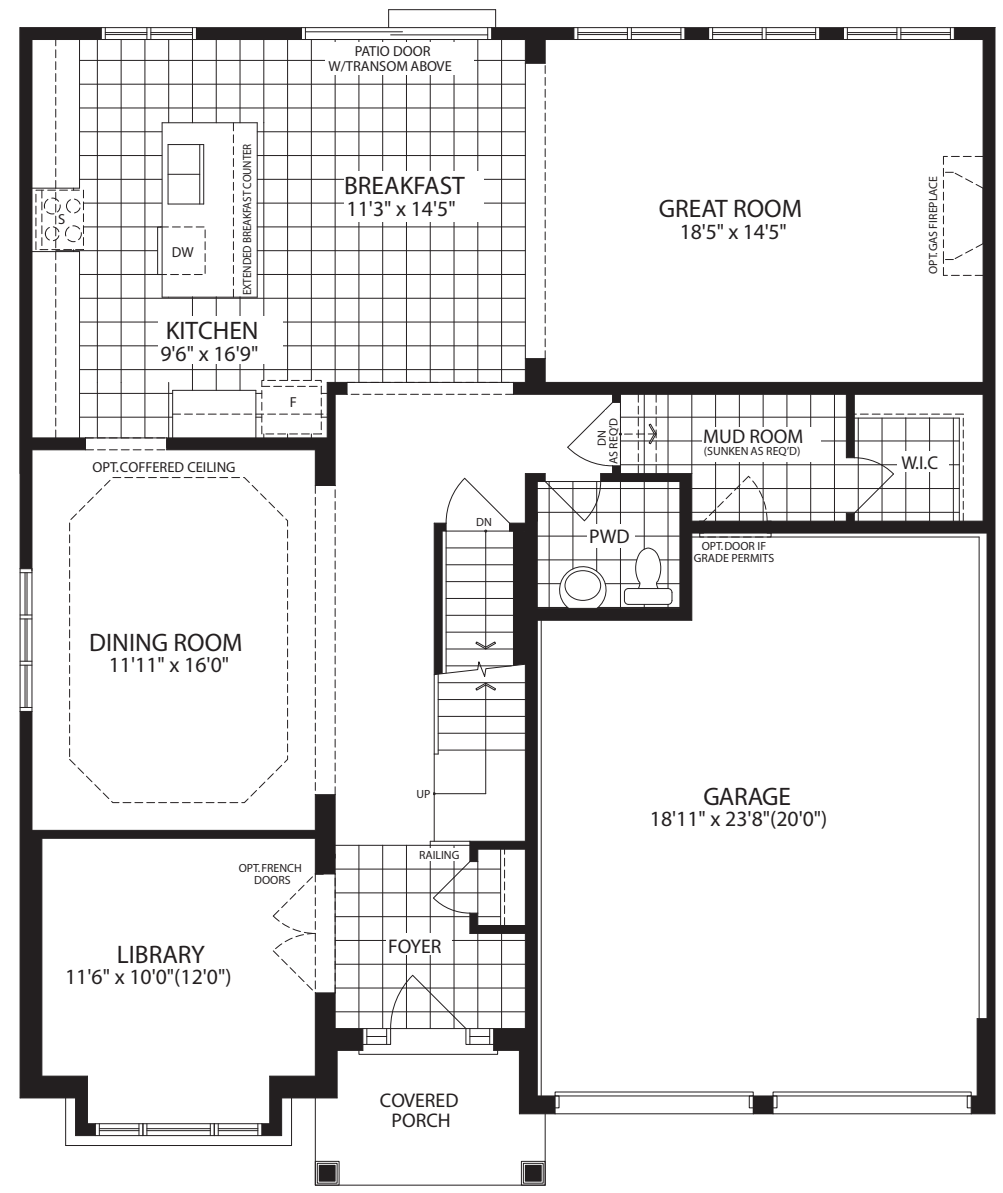 PATIO DOOR
W/TRANSOM ABOVE
EXTENDED BREAKFAST COUNTER
BREAKFAST
11'3" x 14'5"
GREAT ROOM
18'5" x 14'5"
OPT.GAS FIREPLACE
S
DW
KITCHEN
9'6" x 16'9"
F
DN
AS REQ'D
MUD ROOM
(SUNKEN AS REQ'D)
W.I.C
OPT.COFFERED CEILING
DN
PWD
OPT.DOOR IF
GRADE PERMITS
DINING ROOM
11'11" x 16'0"
UP
GARAGE
18'11" x 23'8"(20'0")
RAILING
OPT.FRENCH
DOORS
LIBRARY
11'6" x 10'0"(12'0")
FOYER
COVERED
PORCH